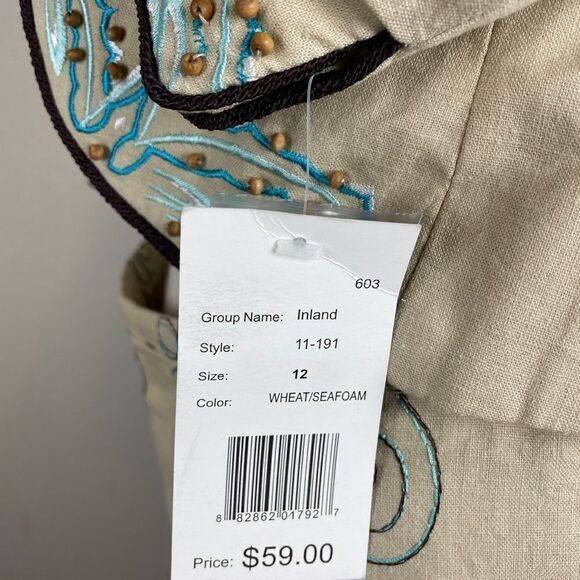 603
Group Name: Inland
Style: 11-191
Size: 12
Color: WHEAT/SEAFOAM
8 82862 01792 7
Price: $59.00